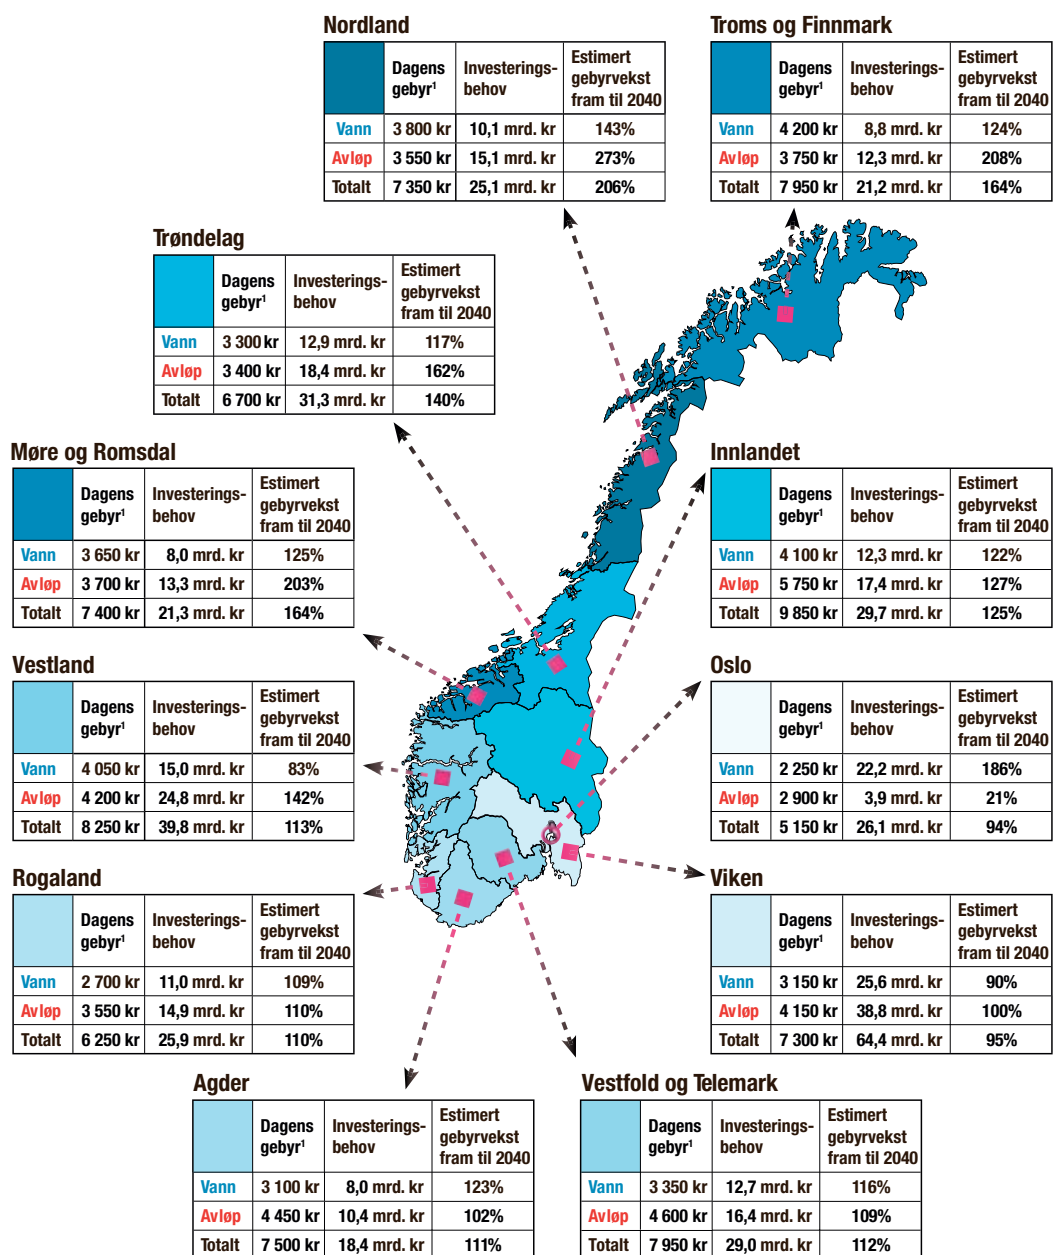 Nordland
Dagens gebyr¹ Investerings-behov Estimert gebyrvekst fram til 2040
Vann 3 800 kr 10,1 mrd. kr 143%
Avløp 3 550 kr 15,1 mrd. kr 273%
Totalt 7 350 kr 25,1 mrd. kr 206%
Troms og Finnmark
Dagens gebyr¹ Investerings-behov Estimert gebyrvekst fram til 2040
Vann 4 200 kr 8,8 mrd. kr 124%
Avløp 3 750 kr 12,3 mrd. kr 208%
Totalt 7 950 kr 21,2 mrd. kr 164%
Trøndelag
Dagens gebyr¹ Investerings-behov Estimert gebyrvekst fram til 2040
Vann 3 300 kr 12,9 mrd. kr 117%
Avløp 3 400 kr 18,4 mrd. kr 162%
Totalt 6 700 kr 31,3 mrd. kr 140%
Møre og Romsdal
Dagens gebyr¹ Investerings-behov Estimert gebyrvekst fram til 2040
Vann 3 650 kr 8,0 mrd. kr 125%
Avløp 3 700 kr 13,3 mrd. kr 203%
Totalt 7 400 kr 21,3 mrd. kr 164%
Innlandet
Dagens gebyr¹ Investerings-behov Estimert gebyrvekst fram til 2040
Vann 4 100 kr 12,3 mrd. kr 122%
Avløp 5 750 kr 17,4 mrd. kr 127%
Totalt 9 850 kr 29,7 mrd. kr 125%
Vestland
Dagens gebyr¹ Investerings-behov Estimert gebyrvekst fram til 2040
Vann 4 050 kr 15,0 mrd. kr 83%
Avløp 4 200 kr 24,8 mrd. kr 142%
Totalt 8 250 kr 39,8 mrd. kr 113%
Oslo
Dagens gebyr¹ Investerings-behov Estimert gebyrvekst fram til 2040
Vann 2 250 kr 22,2 mrd. kr 186%
Avløp 2 900 kr 3,9 mrd. kr 21%
Totalt 5 150 kr 26,1 mrd. kr 94%
Rogaland
Dagens gebyr¹ Investerings-behov Estimert gebyrvekst fram til 2040
Vann 2 700 kr 11,0 mrd. kr 109%
Avløp 3 550 kr 14,9 mrd. kr 110%
Totalt 6 250 kr 25,9 mrd. kr 110%
Viken
Dagens gebyr¹ Investerings-behov Estimert gebyrvekst fram til 2040
Vann 3 150 kr 25,6 mrd. kr 90%
Avløp 4 150 kr 38,8 mrd. kr 100%
Totalt 7 300 kr 64,4 mrd. kr 95%
Agder
Dagens gebyr¹ Investerings-behov Estimert gebyrvekst fram til 2040
Vann 3 100 kr 8,0 mrd. kr 123%
Avløp 4 450 kr 10,4 mrd. kr 102%
Totalt 7 500 kr 18,4 mrd. kr 111%
Vestfold og Telemark
Dagens gebyr¹ Investerings-behov Estimert gebyrvekst fram til 2040
Vann 3 350 kr 12,7 mrd. kr 116%
Avløp 4 600 kr 16,4 mrd. kr 109%
Totalt 7 950 kr 29,0 mrd. kr 112%